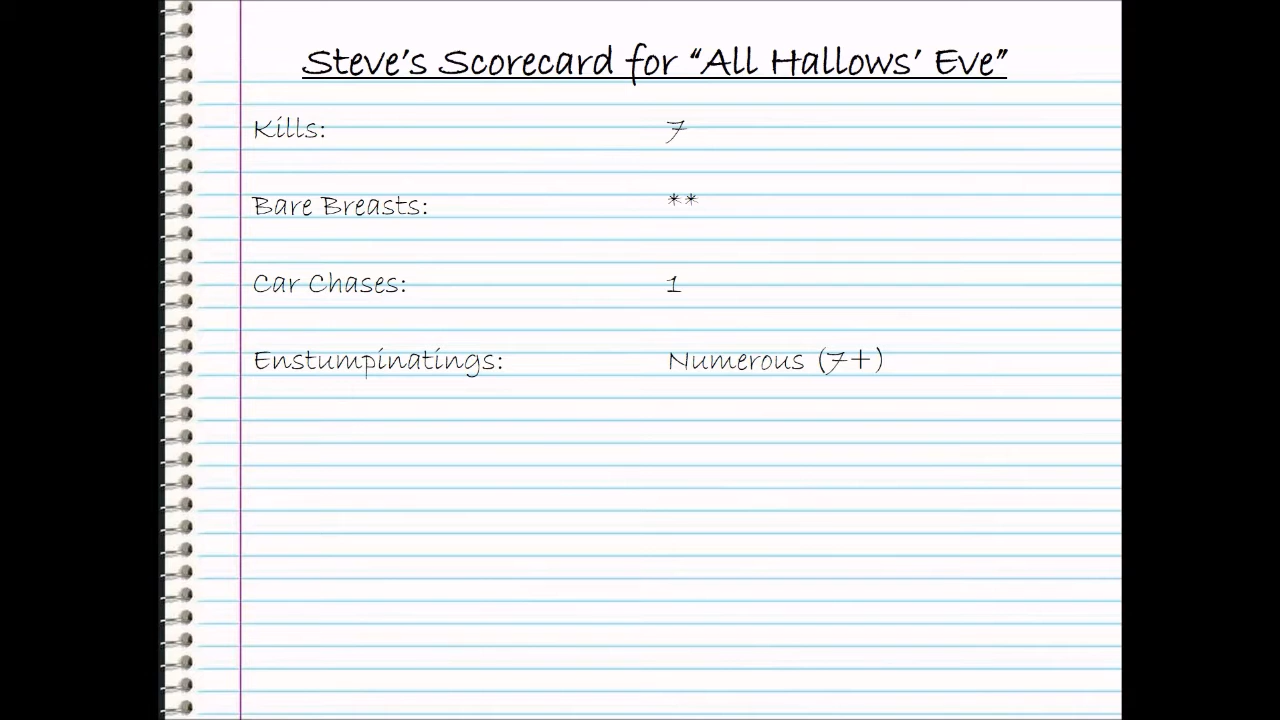 Steve's Scorecard for “All Hallows' Eve”
Kills: 7
Bare Breasts: **
Car Chases: 1
Enstumpinatings: Numerous (7+)